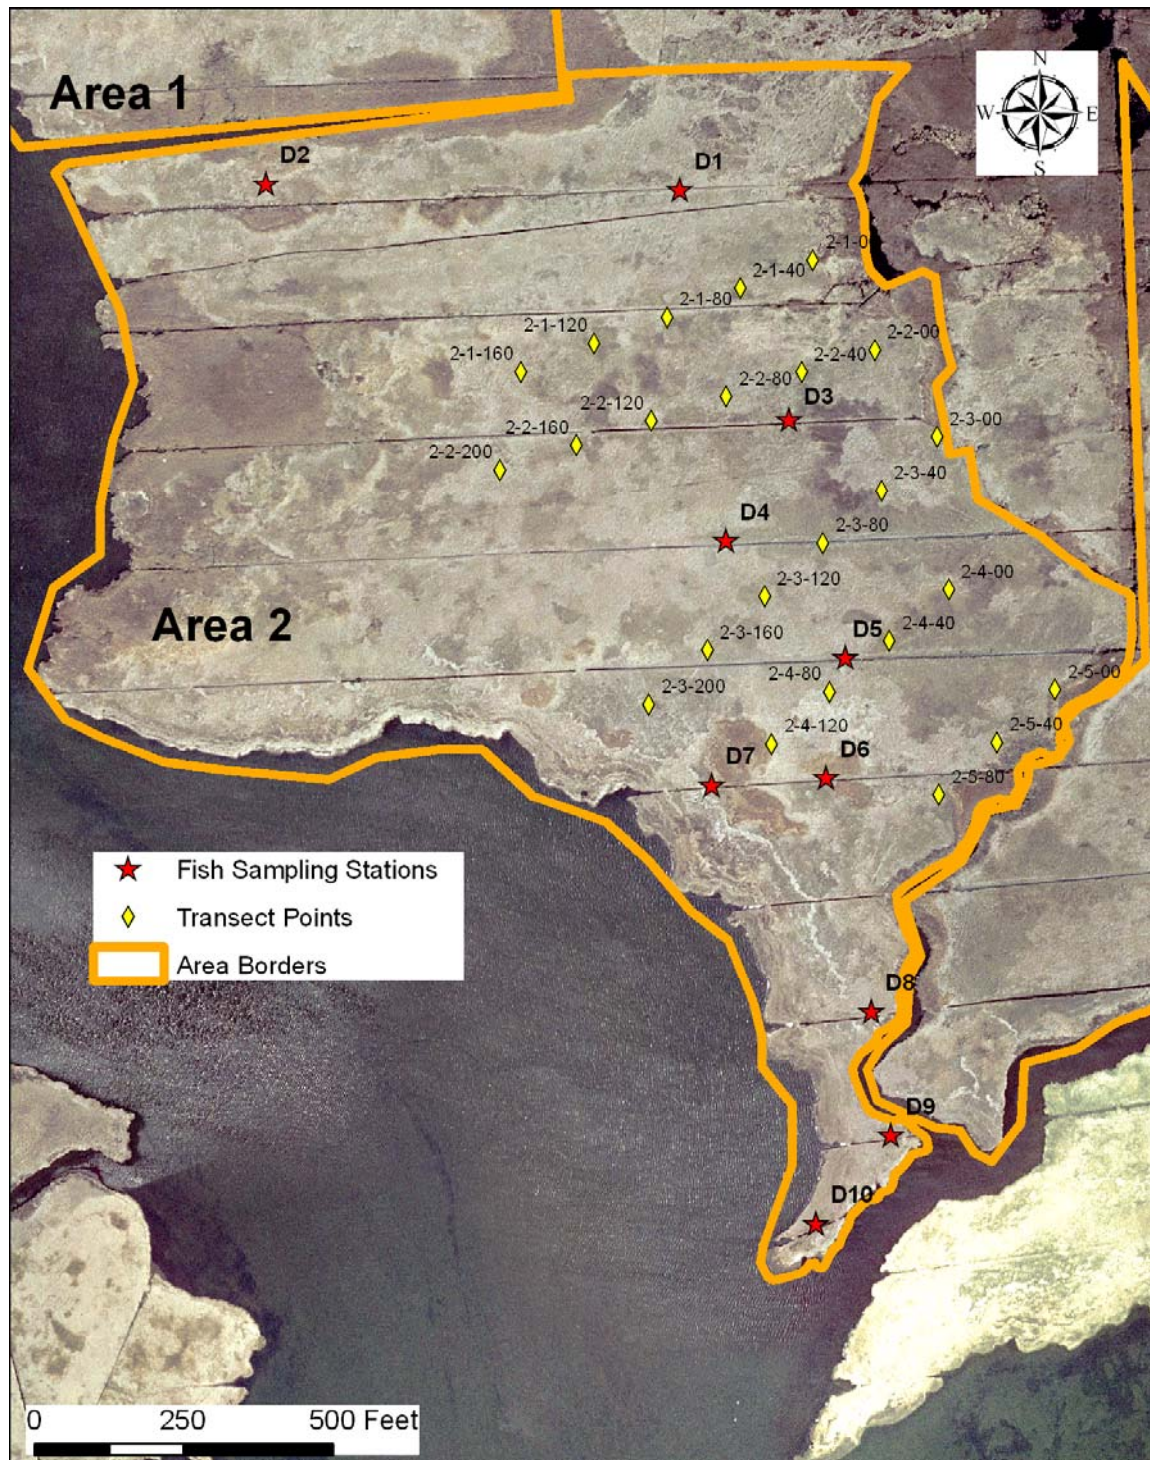 Area 1
N
W E
S
D2
D1
2-1-0
2-1-40
2-1-80
2-1-120
2-1-160
2-2-00
2-2-40
2-2-80
D3
2-2-120
2-2-160
2-2-200
2-3-00
2-3-40
D4
2-3-80
2-3-120
2-4-00
Area 2
2-3-160
D5
2-4-40
2-3-200
2-4-80
2-5-00
2-4-120
2-5-40
D7
D6
2-5-80
Fish Sampling Stations
Transect Points
Area Borders
D8
D9
D10
0 250 500 Feet